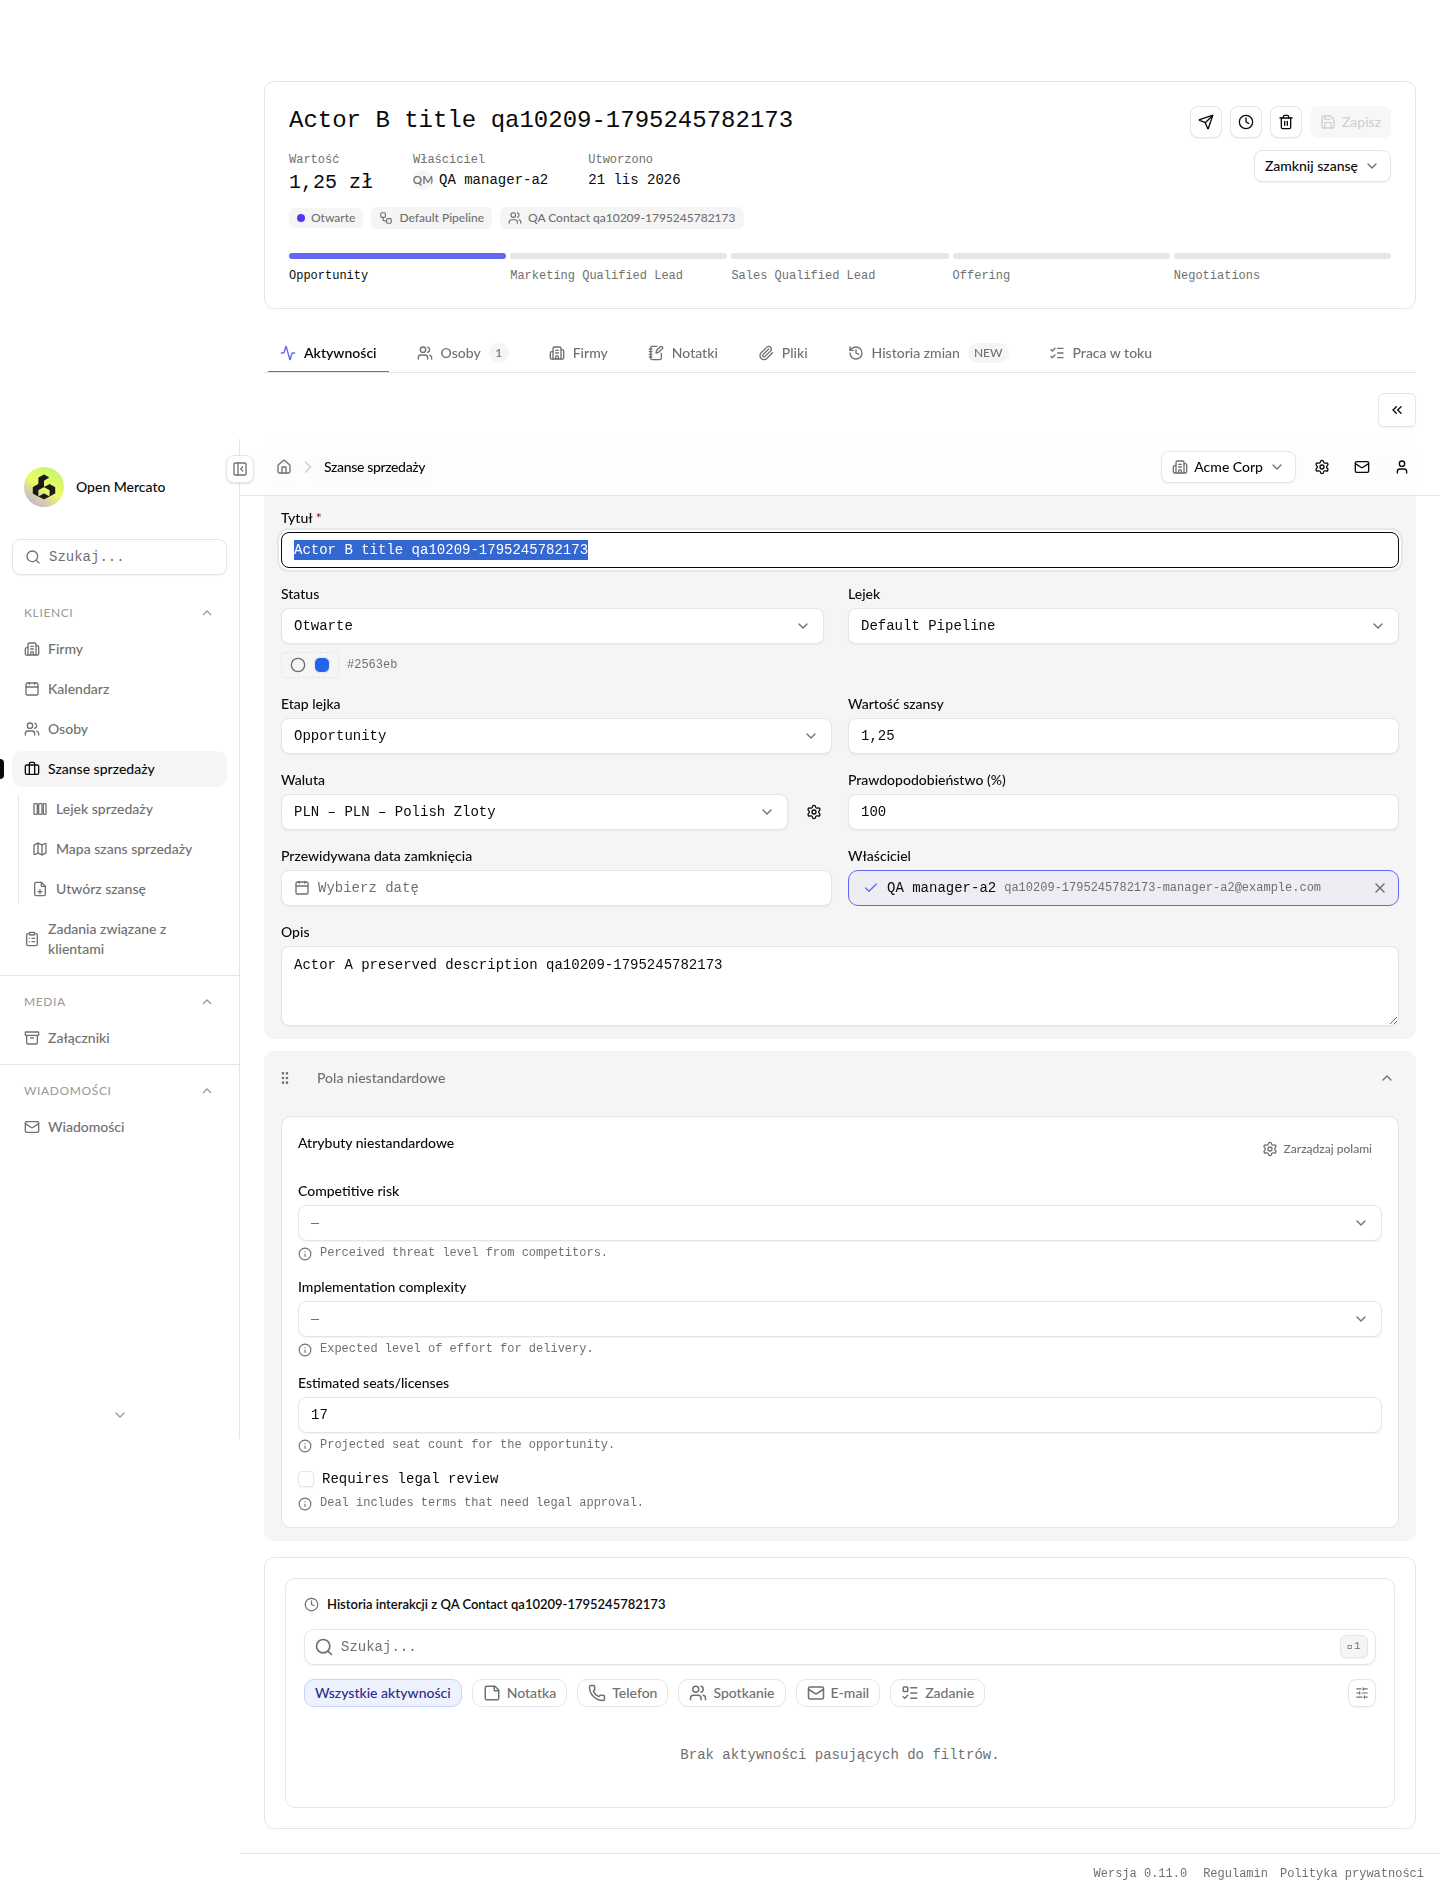 Actor B title qa10209-1795245782173
Zapisz
Wartość
Właściciel
Utworzono
1,25 zł
QM QA manager-a2
21 lis 2026
Zamknij szansę
Otwarte
Default Pipeline
QA Contact qa10209-1795245782173
Opportunity
Marketing Qualified Lead
Sales Qualified Lead
Offering
Negotiations
Aktywności
Osoby 1
Firmy
Notatki
Pliki
Historia zmian NEW
Praca w toku
Open Mercato
Szanse sprzedaży
Acme Corp
Szukaj...
KLIENCI
Firmy
Kalendarz
Osoby
Szanse sprzedaży
Lejek sprzedaży
Mapa szans sprzedaży
Utwórz szansę
Zadania związane z
klientami
MEDIA
Załączniki
WIADOMOŚCI
Wiadomości
Tytuł *
Actor B title qa10209-1795245782173
Status
Lejek
Otwarte
Default Pipeline
#2563eb
Etap lejka
Wartość szansy
Opportunity
1,25
Waluta
Prawdopodobieństwo (%)
PLN – PLN – Polish Zloty
100
Przewidywana data zamknięcia
Właściciel
Wybierz datę
QA manager-a2 qa10209-1795245782173-manager-a2@example.com
Opis
Actor A preserved description qa10209-1795245782173
Pola niestandardowe
Atrybuty niestandardowe
Zarządzaj polami
Competitive risk
—
Perceived threat level from competitors.
Implementation complexity
—
Expected level of effort for delivery.
Estimated seats/licenses
17
Projected seat count for the opportunity.
Requires legal review
Deal includes terms that need legal approval.
Historia interakcji z QA Contact qa10209-1795245782173
Szukaj...
1
Wszystkie aktywności
Notatka
Telefon
Spotkanie
E-mail
Zadanie
Brak aktywności pasujących do filtrów.
Wersja 0.11.0
Regulamin
Polityka prywatności